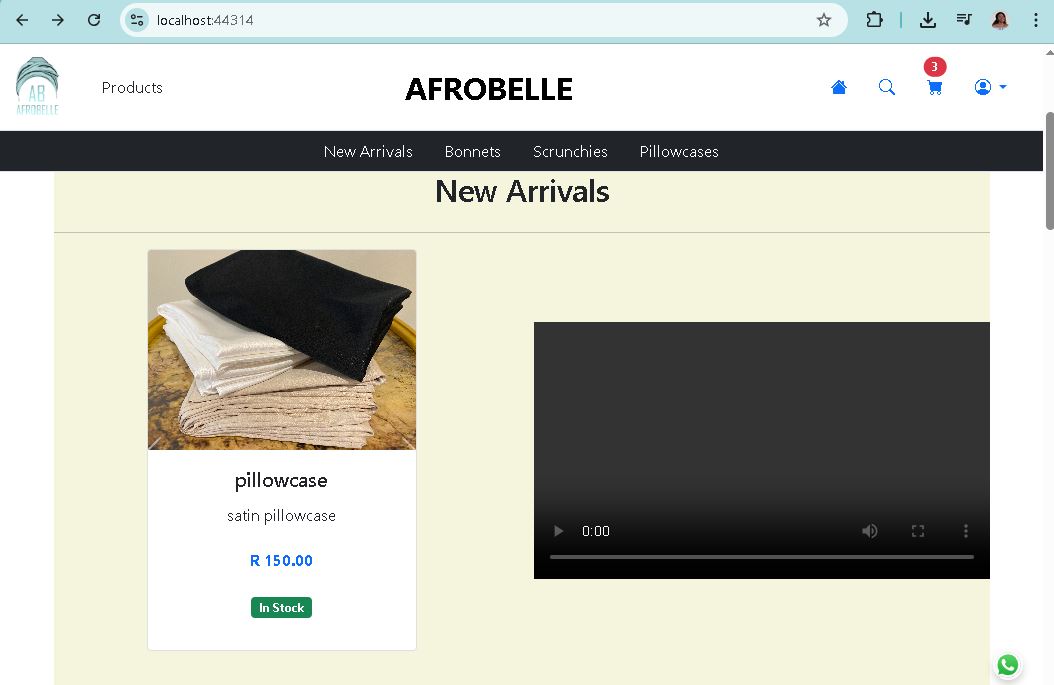 localhost:44314
AB
AFROBELLE
Products
AFROBELLE
3
New Arrivals Bonnets Scrunchies Pillowcases
New Arrivals
pillowcase
satin pillowcase
R 150.00
In Stock
0:00